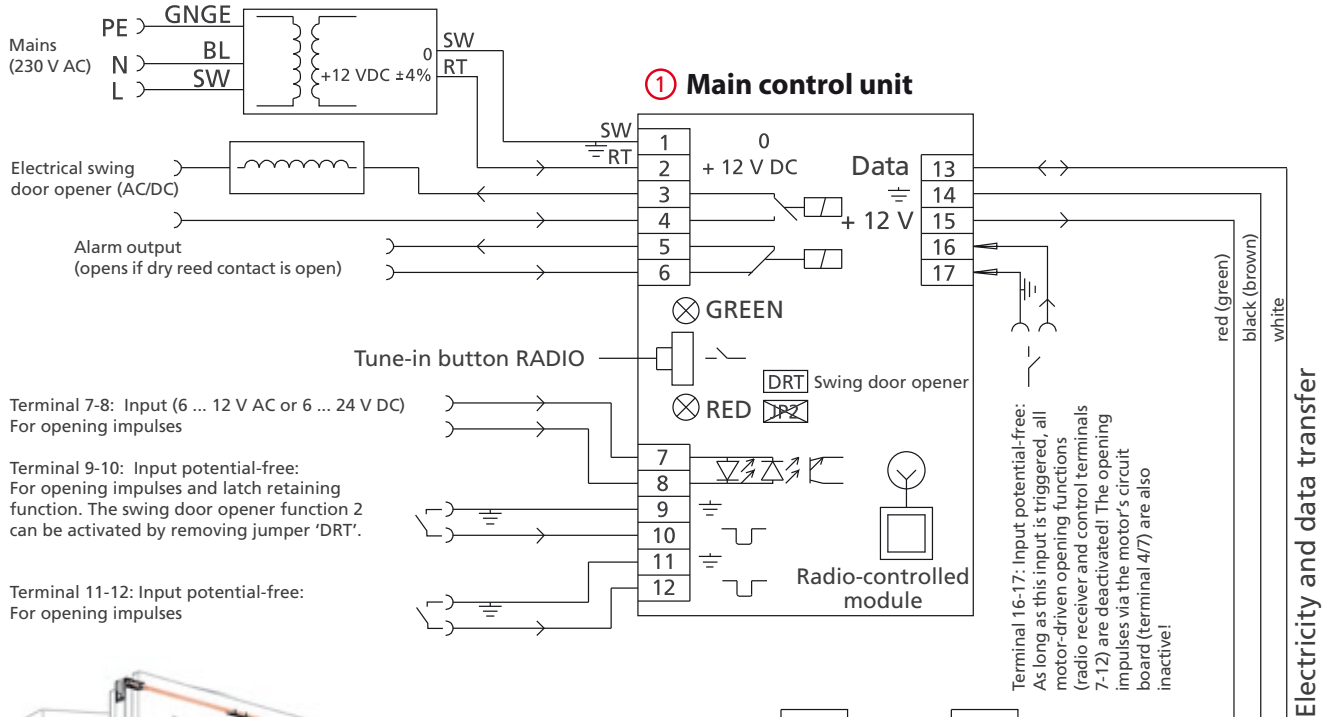 PE
GNGE
Mains
(230 V AC)
N
BL
L
SW
0
+12 VDC ±4%
SW
RT
1 Main control unit
SW
RT
1
2
3
4
5
6
0
+ 12 V DC
Data
+ 12 V
13
14
15
16
17
Electrical swing
door opener (AC/DC)
Alarm output
(opens if dry reed contact is open)
GREEN
Tune-in button RADIO
DRT Swing door opener
RED JP2
Terminal 7-8: Input (6 ... 12 V AC or 6 ... 24 V DC)
For opening impulses
Terminal 9-10: Input potential-free:
For opening impulses and latch retaining
function. The swing door opener function 2
can be activated by removing jumper ‘DRT’.
Terminal 11-12: Input potential-free:
For opening impulses
7
8
9
10
11
12
Radio-controlled
module
Terminal 16-17: Input potential-free:
As long as this input is triggered, all
motor-driven opening functions
(radio receiver and control terminals
7-12) are deactivated! The opening
impulses via the motor’s circuit
board (terminal 4/7) are also
inactive!
red (green)
black (brown)
white
Electricity and data transfer